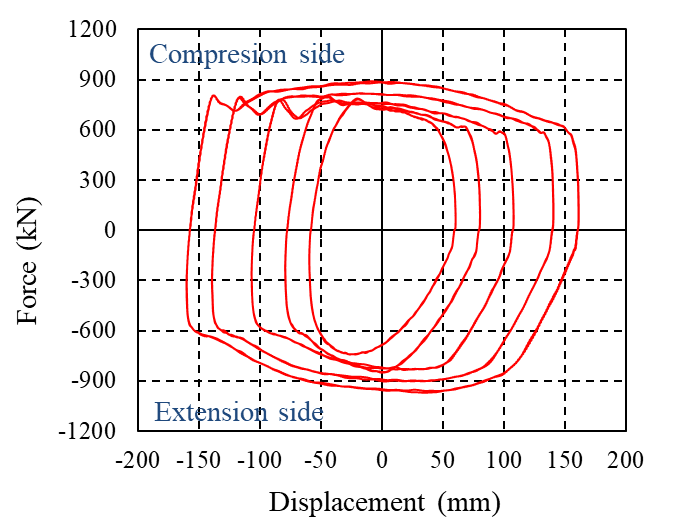 1200
Compresion side
900
600
300
0
-300
-600
-900
Extension side
-1200
-200 -150 -100 -50 0 50 100 150 200
Force (kN)
Displacement (mm)